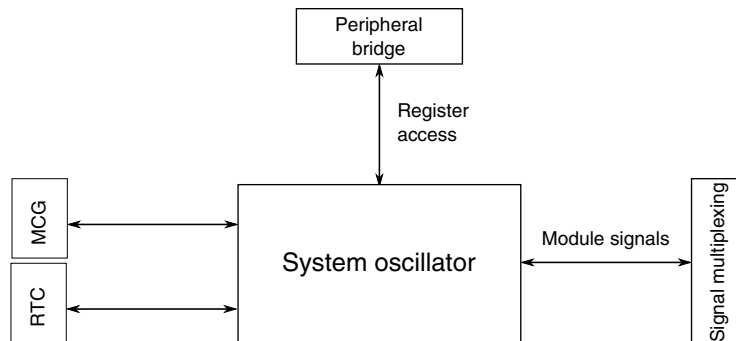 Peripheral
bridge
Register
access
MCG
System oscillator
Module signals
Signal multiplexing
RTC